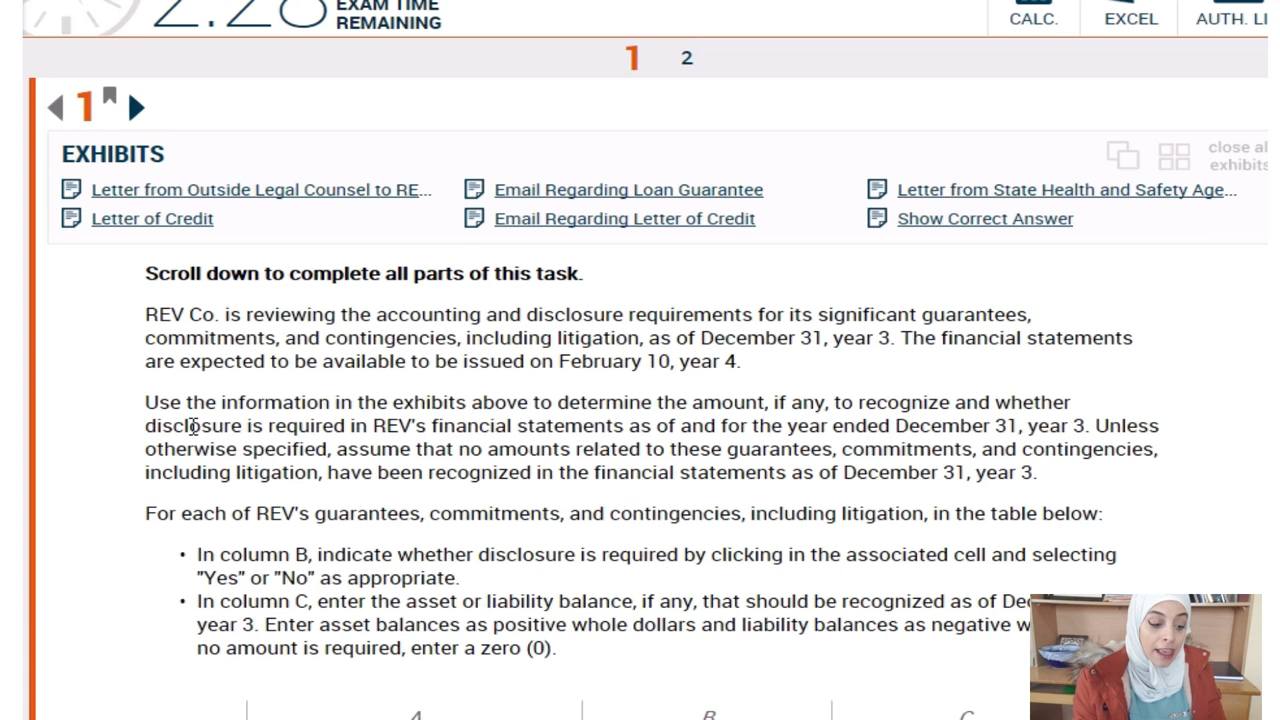 2:28
EXAM TIME
REMAINING
CALC.
EXCEL
AUTH. LI
1
2
1
EXHIBITS
close al
exhibits
Letter from Outside Legal Counsel to RE...
Email Regarding Loan Guarantee
Letter from State Health and Safety Age...
Letter of Credit
Email Regarding Letter of Credit
Show Correct Answer
Scroll down to complete all parts of this task.
REV Co. is reviewing the accounting and disclosure requirements for its significant guarantees,
commitments, and contingencies, including litigation, as of December 31, year 3. The financial statements
are expected to be available to be issued on February 10, year 4.
Use the information in the exhibits above to determine the amount, if any, to recognize and whether
disclosure is required in REV's financial statements as of and for the year ended December 31, year 3. Unless
otherwise specified, assume that no amounts related to these guarantees, commitments, and contingencies,
including litigation, have been recognized in the financial statements as of December 31, year 3.
For each of REV's guarantees, commitments, and contingencies, including litigation, in the table below:
• In column B, indicate whether disclosure is required by clicking in the associated cell and selecting
"Yes" or "No" as appropriate.
• In column C, enter the asset or liability balance, if any, that should be recognized as of De
year 3. Enter asset balances as positive whole dollars and liability balances as negative w
no amount is required, enter a zero (0).
A
B
C